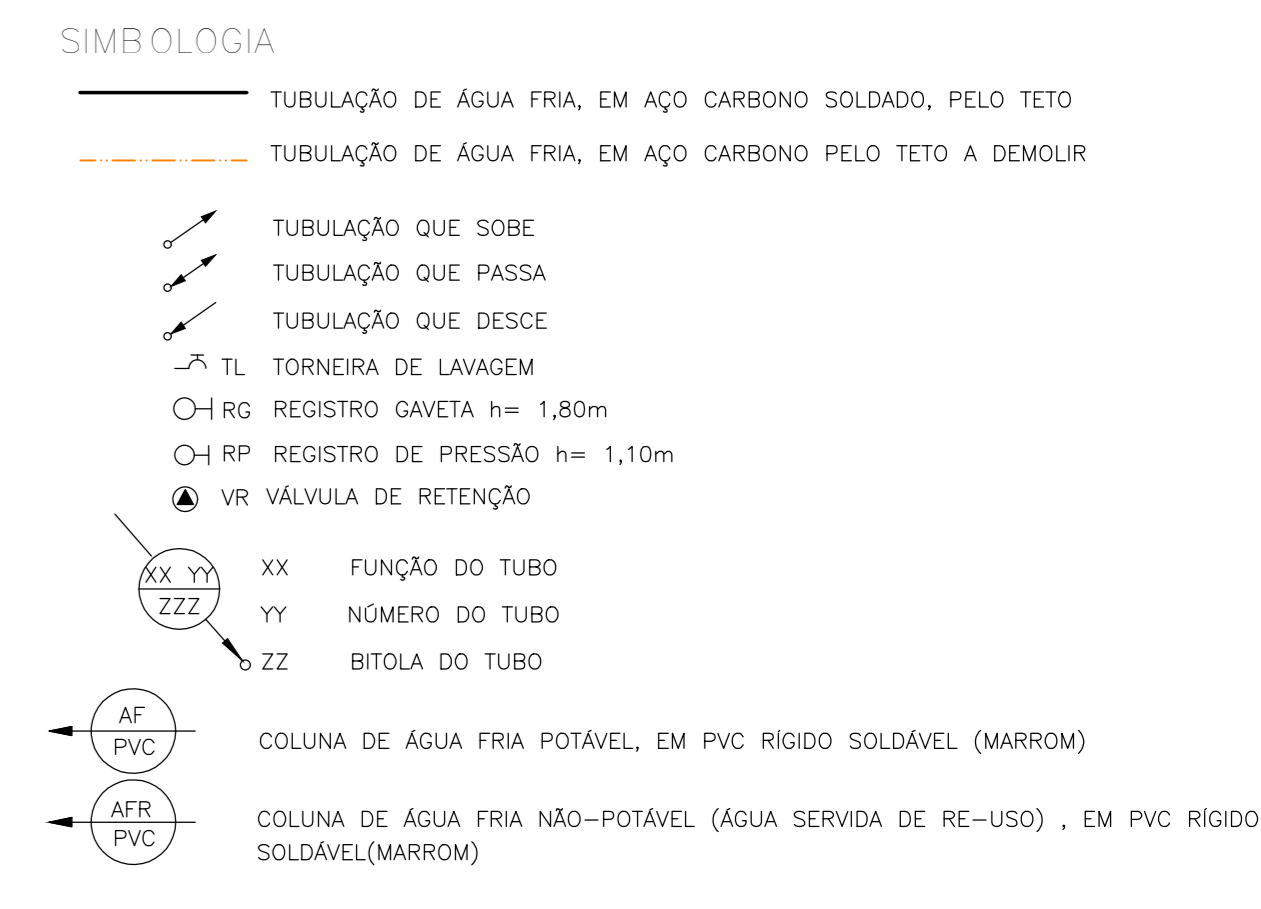 SIMBOLOGIA
TUBULAÇÃO DE ÁGUA FRIA, EM AÇO CARBONO SOLDADO, PELO TETO
TUBULAÇÃO DE ÁGUA FRIA, EM AÇO CARBONO PELO TETO A DEMOLIR
TUBULAÇÃO QUE SOBE
TUBULAÇÃO QUE PASSA
TUBULAÇÃO QUE DESCE
TL TORNEIRA DE LAVAGEM
RG REGISTRO GAVETA h= 1,80m
RP REGISTRO DE PRESSÃO h= 1,10m
VR VÁLVULA DE RETENÇÃO
XX YY
ZZZ
XX FUNÇÃO DO TUBO
YY NÚMERO DO TUBO
ZZ BITOLA DO TUBO
AF
PVC
COLUNA DE ÁGUA FRIA POTÁVEL, EM PVC RÍGIDO SOLDÁVEL (MARROM)
AFR
PVC
COLUNA DE ÁGUA FRIA NÃO-POTÁVEL (ÁGUA SERVIDA DE RE-USO) , EM PVC RÍGIDO
SOLDÁVEL(MARROM)